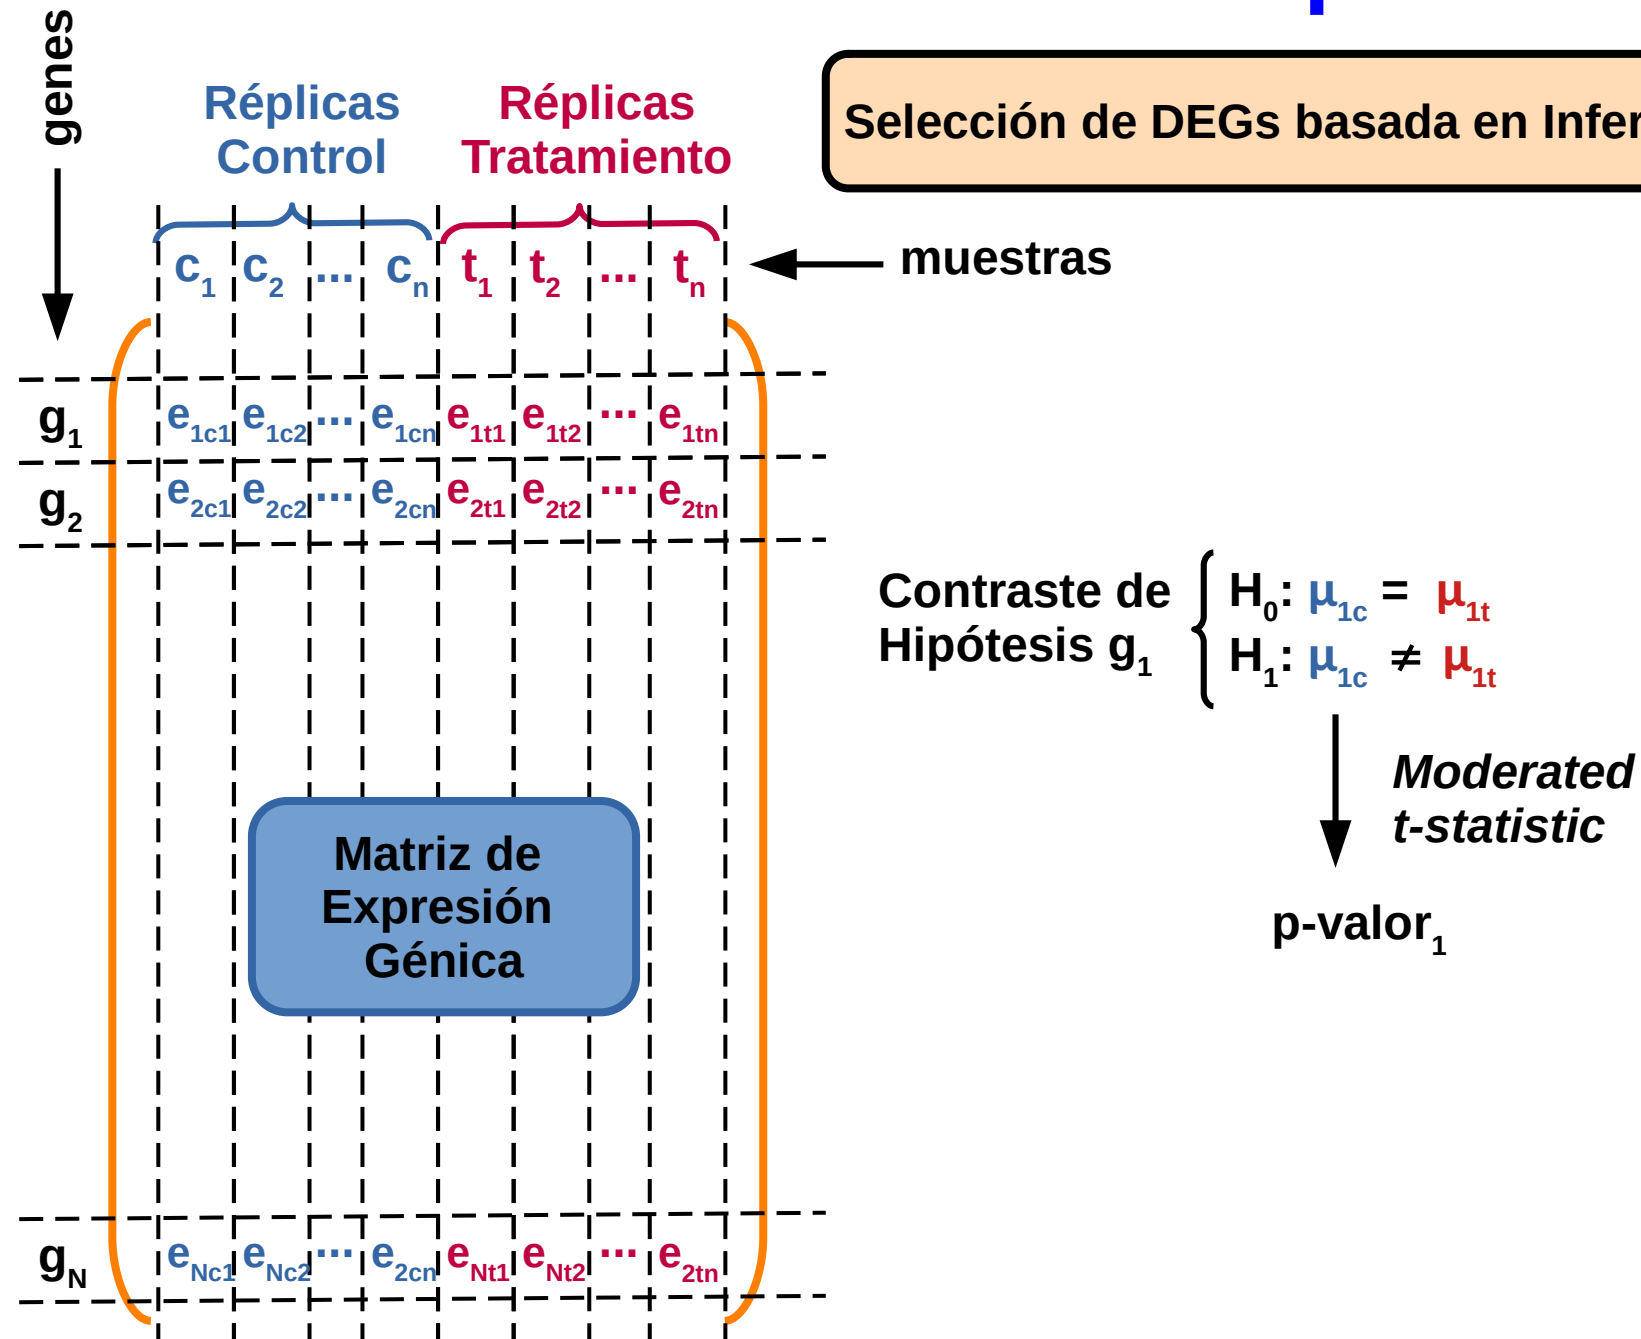 genes
Réplicas
Control
Réplicas
Tratamiento
Selección de DEGs basada en
c1 c2 ... cn t1 t2 ... tn
muestras
g1 e1c1 e1c2 ... e1cn e1t1 e1t2 ... e1tn
g2 e2c1 e2c2 ... e2cn e2t1 e2t2 ... e2tn
Contraste de
Hipótesis g1
H0: μ1c = μ1t
H1: μ1c ≠ μ1t
Moderated
t-statistic
p-valor1
Matriz de
Expresión
Génica
gN eNc1 eNc2 ... e2cn eNt1 eNt2 ... e2tn